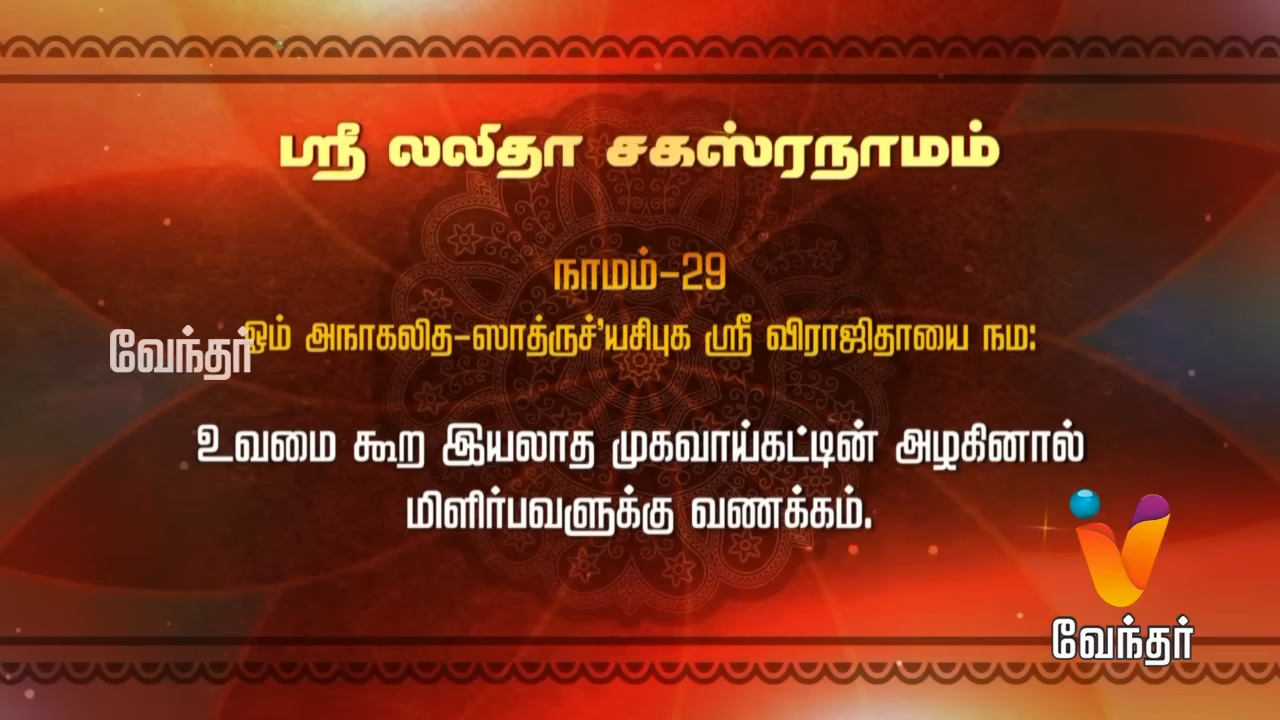 ஸ்ரீ லலிதா சகஸ்ரநாமம்
நாமம்-29
ஓம் அநாகலித-ஸாத்ருச்'யசிபுக ஸ்ரீ விராஜிதாயை நம:
வேந்தர்
உவமை கூற இயலாத முகவாய்கட்டின் அழகினால்
மிளிர்பவளுக்கு வணக்கம்.
வேந்தர்